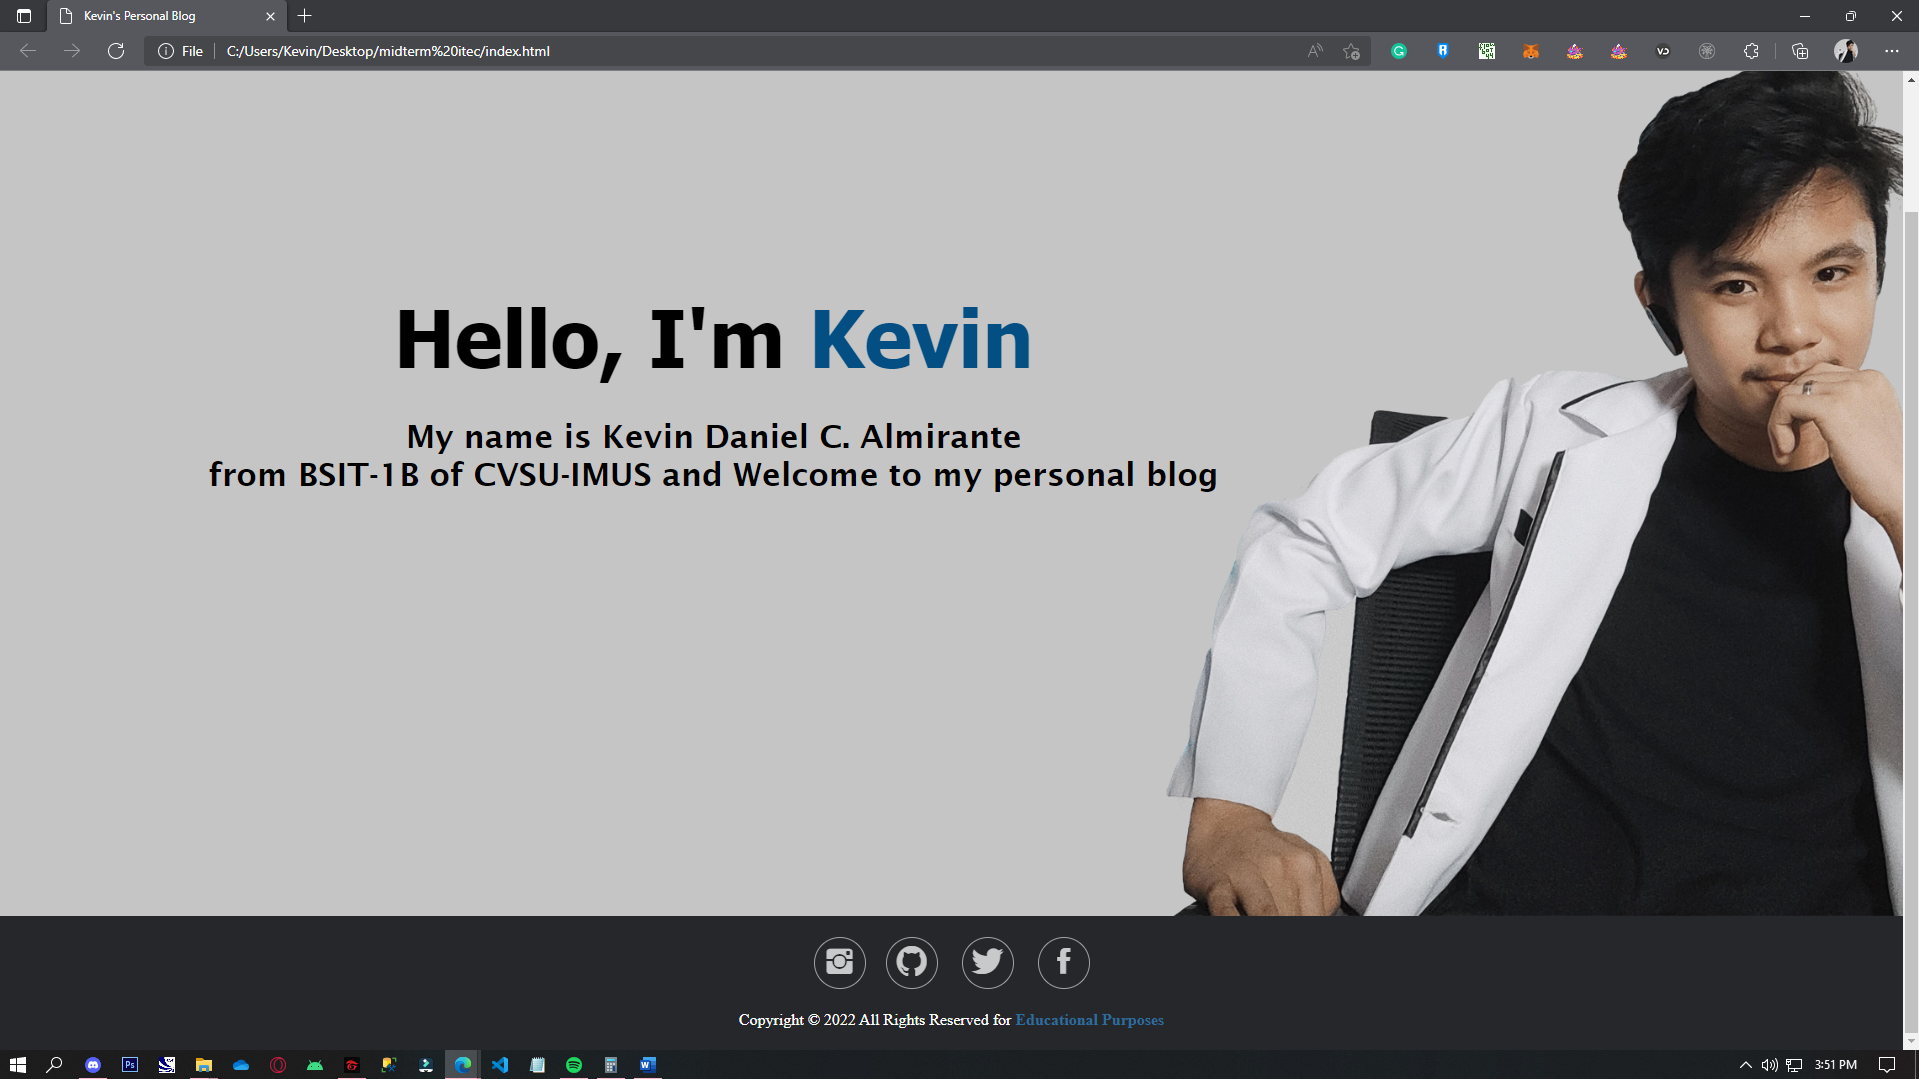 Kevin's Personal Blog
File
C:/Users/Kevin/Desktop/midterm%20itec/index.html
Hello, I'm Kevin
My name is Kevin Daniel C. Almirante
from BSIT-1B of CVSU-IMUS and Welcome to my personal blog
Copyright © 2022 All Rights Reserved for Educational Purposes
3:51 PM